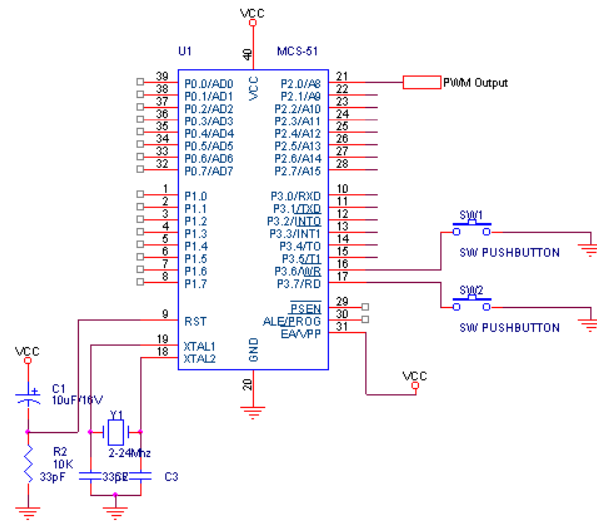 VCC
U1 MCS-51
40
VCC
39 P0.0/AD0 P2.0/A8 21 PWM Output
38 P0.1/AD1 P2.1/A9 22
37 P0.2/AD2 P2.2/A10 23
36 P0.3/AD3 P2.3/A11 24
35 P0.4/AD4 P2.4/A12 25
34 P0.5/AD5 P2.5/A13 26
33 P0.6/AD6 P2.6/A14 27
32 P0.7/AD7 P2.7/A15 28
1 P1.0 P3.0/RXD 10
2 P1.1 P3.1/TXD 11
3 P1.2 P3.2/INTO 12
4 P1.3 P3.3/INT1 13
5 P1.4 P3.4/TO 14
6 P1.5 P3.5/T1 15
7 P1.6 P3.6/WR 16
8 P1.7 P3.7/RD 17
SW1
SW PUSHBUTTON
SW2
SW PUSHBUTTON
PSEN 29
ALE/PROG 30
EA/VPP 31
9 RST
19 XTAL1
18 XTAL2
GND
20
VCC
VCC
C1
10uF/16V
Y1
2-24Mhz
R2
10K
33pF
33pF
C3